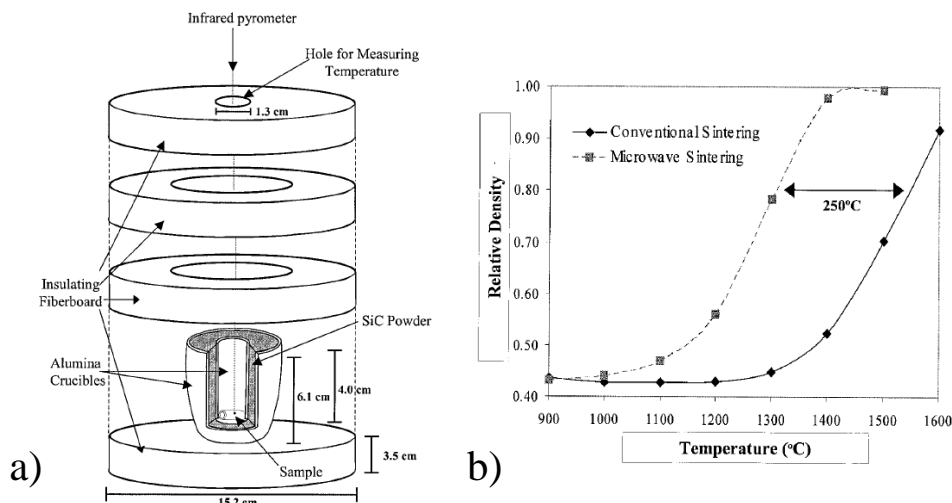 Infrared pyrometer
Hole for Measuring
Temperature
1.3 cm
Insulating
Fiberboard
SiC Powder
Alumina
Crucibles
6.1 cm
4.0 cm
Sample
3.5 cm
15.2 cm
a)
1.00
0.90
0.80
0.70
0.60
0.50
0.40
Relative Density
Conventional Sintering
Microwave Sintering
250°C
900 1000 1100 1200 1300 1400 1500 1600
Temperature (°C)
b)